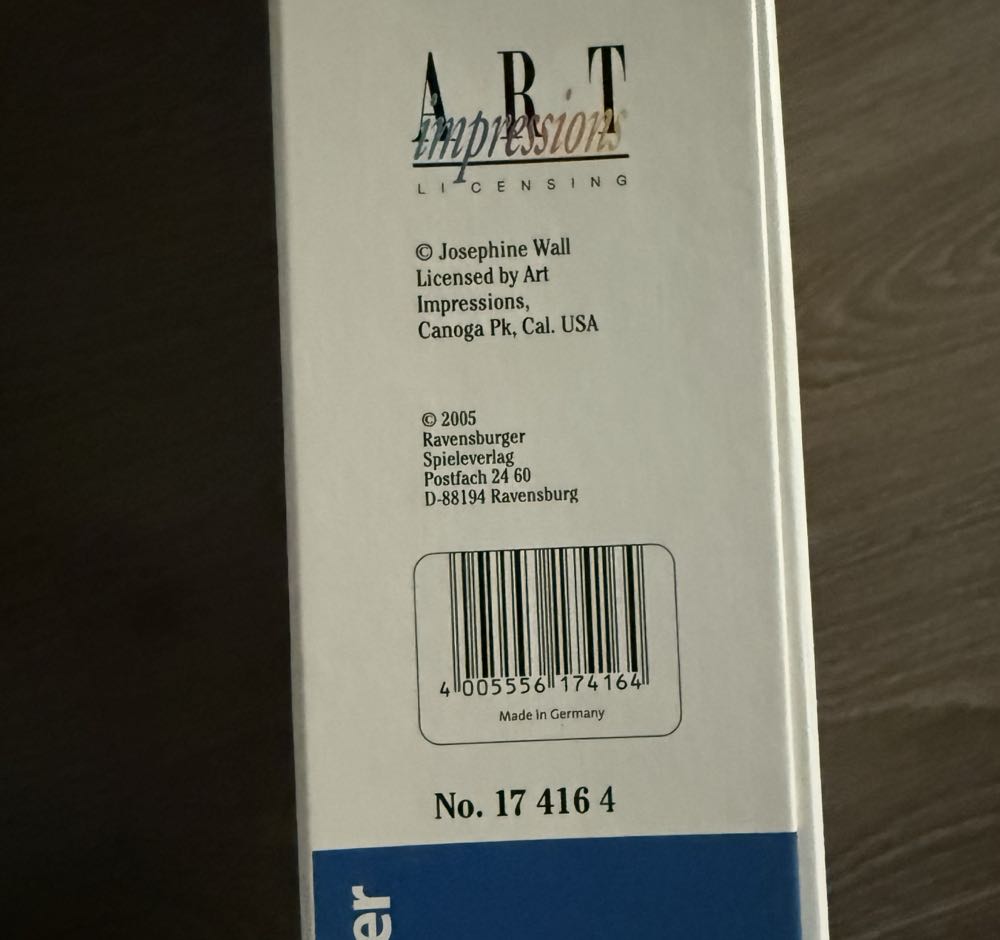 ART
impressions
LICENSING
© Josephine Wall
Licensed by Art
Impressions,
Canoga Pk, Cal. USA
© 2005
Ravensburger
Spieleverlag
Postfach 24 60
D-88194 Ravensburg
4 005556 174164
Made in Germany
No. 17 416 4
er